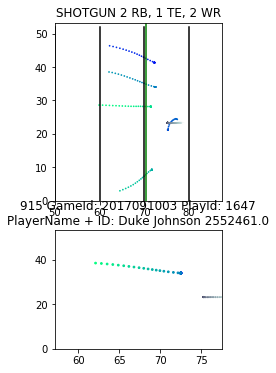 SHOTGUN 2 RB, 1 TE, 2 WR
50
40
30
20
10
0
50 60 70 80
915 GameId: 2017091003 PlayId: 1647
PlayerName + ID: Duke Johnson 2552461.0
40
20
0
60 65 70 75